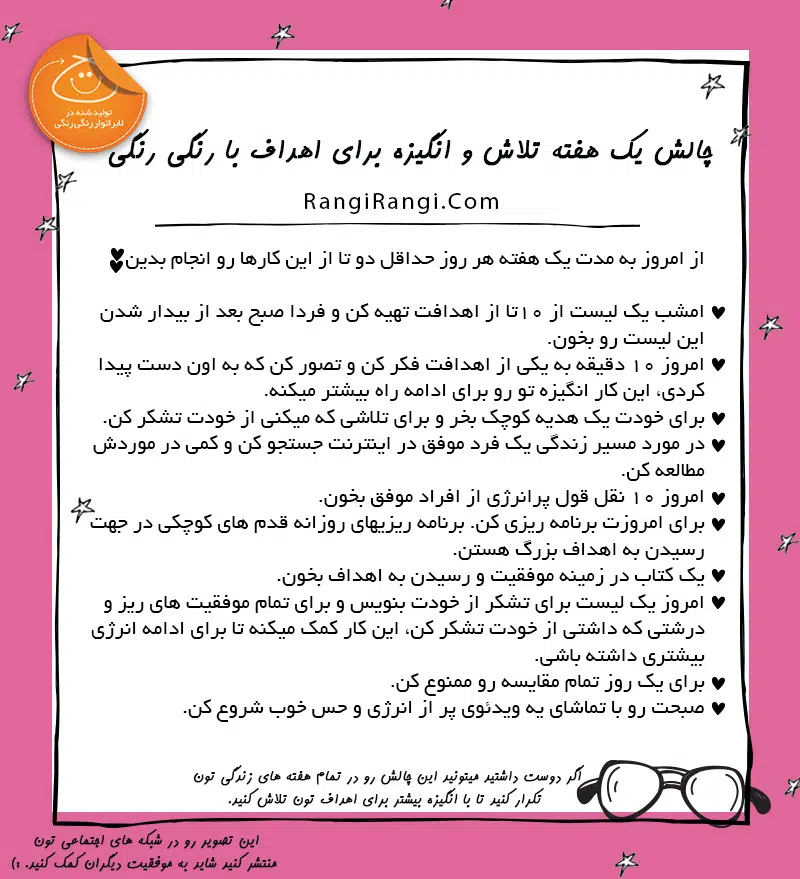 تولید شده در
لابراتوار رنگی رنگی
چالش یک هفته تلاش و انگیزه برای اهداف با رنگی رنگی
RangiRangi.Com
از امروز به مدت یک هفته هر روز حداقل دو تا از این کارها رو انجام بدین❣
♥ امشب یک لیست از ۱۰تا از اهدافت تهیه کن و فردا صبح بعد از بیدار شدن
این لیست رو بخون.
♥ امروز ۱۰ دقیقه به یکی از اهدافت فکر کن و تصور کن که به اون دست پیدا
کردی، این کار انگیزه تو رو برای ادامه راه بیشتر میکنه.
♥ برای خودت یک هدیه کوچک بخر و برای تلاشی که میکنی از خودت تشکر کن.
♥ در مورد مسیر زندگی یک فرد موفق در اینترنت جستجو کن و کمی در موردش
مطالعه کن.
♥ امروز ۱۰ نقل قول پرانرژی از افراد موفق بخون.
♥ برای امروزت برنامه ریزی کن. برنامه ریزیهای روزانه قدم های کوچکی در جهت
رسیدن به اهداف بزرگ هستن.
♥ یک کتاب در زمینه موفقیت و رسیدن به اهداف بخون.
♥ امروز یک لیست برای تشکر از خودت بنویس و برای تمام موفقیت های ریز و
درشتی که داشتی از خودت تشکر کن، این کار کمک میکنه تا برای ادامه انرژی
بیشتری داشته باشی.
♥ برای یک روز تمام مقایسه رو ممنوع کن.
♥ صبحت رو با تماشای یه ویدئوی پر از انرژی و حس خوب شروع کن.
اگر دوست داشتید میتونید این چالش رو در تمام هفته های زندگی تون
تکرار کنید تا با انگیزه بیشتر برای اهداف تون تلاش کنید.
این تصویر رو در شبکه های اجتماعی تون
منتشر کنید شاید به موفقیت دیگران کمک کنید. :)